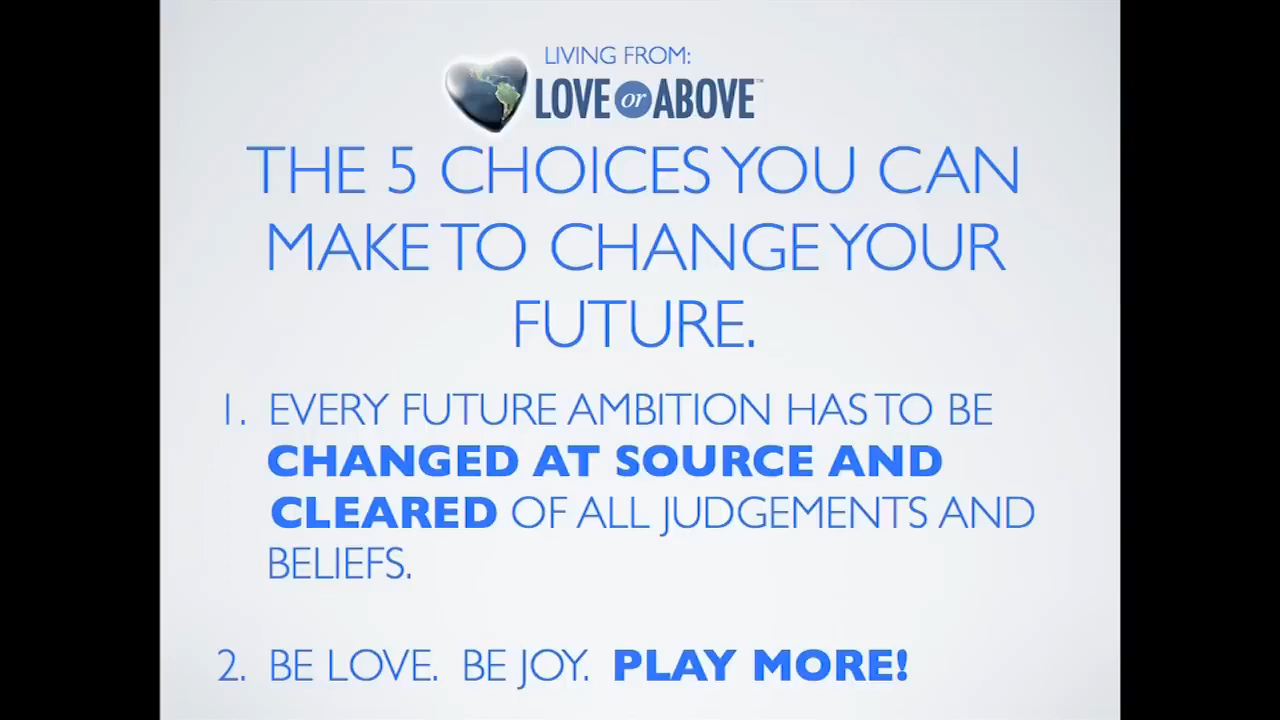 LIVING FROM:
LOVE or ABOVE™
THE 5 CHOICES YOU CAN
MAKE TO CHANGE YOUR
FUTURE.
1. EVERY FUTURE AMBITION HAS TO BE
CHANGED AT SOURCE AND
CLEARED OF ALL JUDGEMENTS AND
BELIEFS.
2. BE LOVE. BE JOY. PLAY MORE!